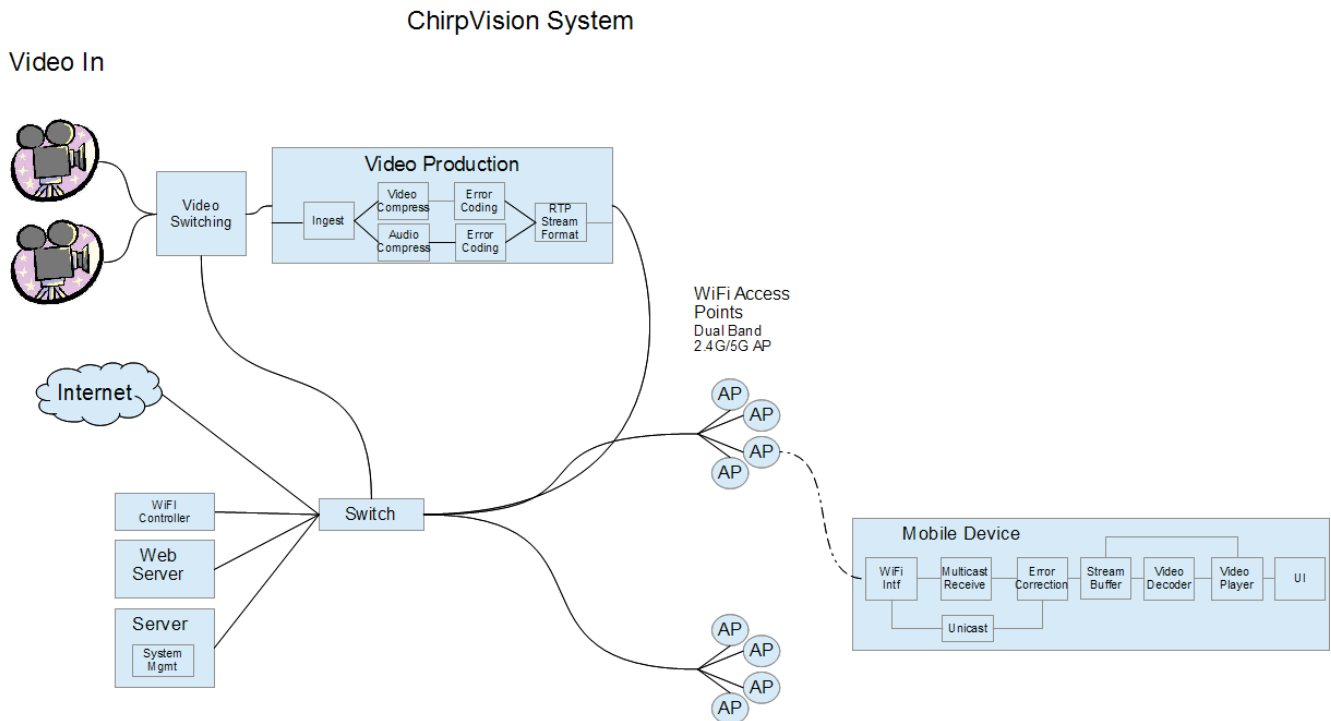 ChirpVision System
Video In
Video
Switching
Video Production
Ingest
Video
Compress
Error
Coding
Audio
Compress
Error
Coding
RTP
Stream
Format
WiFi Access
Points
Dual Band
2.4G/5G AP
Internet
AP
AP
AP
AP
WiFI
Controller
Switch
Web
Server
Server
System
Mgmt
Mobile Device
WiFi
Intf
Multicast
Receive
Error
Correction
Stream
Buffer
Video
Decoder
Video
Player
UI
Unicast
AP
AP
AP
AP